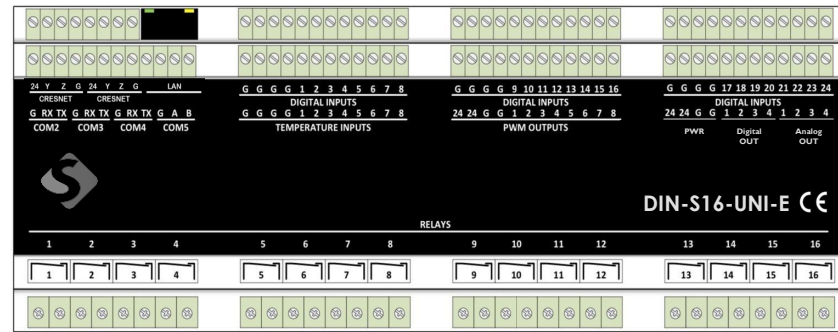 24 Y Z G 24 Y Z G LAN
CRESNET CRESNET
G RX TX G RX TX G RX TX G A B
COM2 COM3 COM4 COM5
G G G G 1 2 3 4 5 6 7 8
DIGITAL INPUTS
G G G G 1 2 3 4 5 6 7 8
TEMPERATURE INPUTS
G G G G 9 10 11 12 13 14 15 16
DIGITAL INPUTS
24 24 G G 1 2 3 4 5 6 7 8
PWM OUTPUTS
G G G G 17 18 19 20 21 22 23 24
DIGITAL INPUTS
24 24 G G 1 2 3 4 1 2 3 4
PWR Digital Analog
OUT OUT
DIN-S16-UNI-E CE
RELAYS
1 2 3 4 5 6 7 8 9 10 11 12 13 14 15 16
1 2 3 4 5 6 7 8 9 10 11 12 13 14 15 16